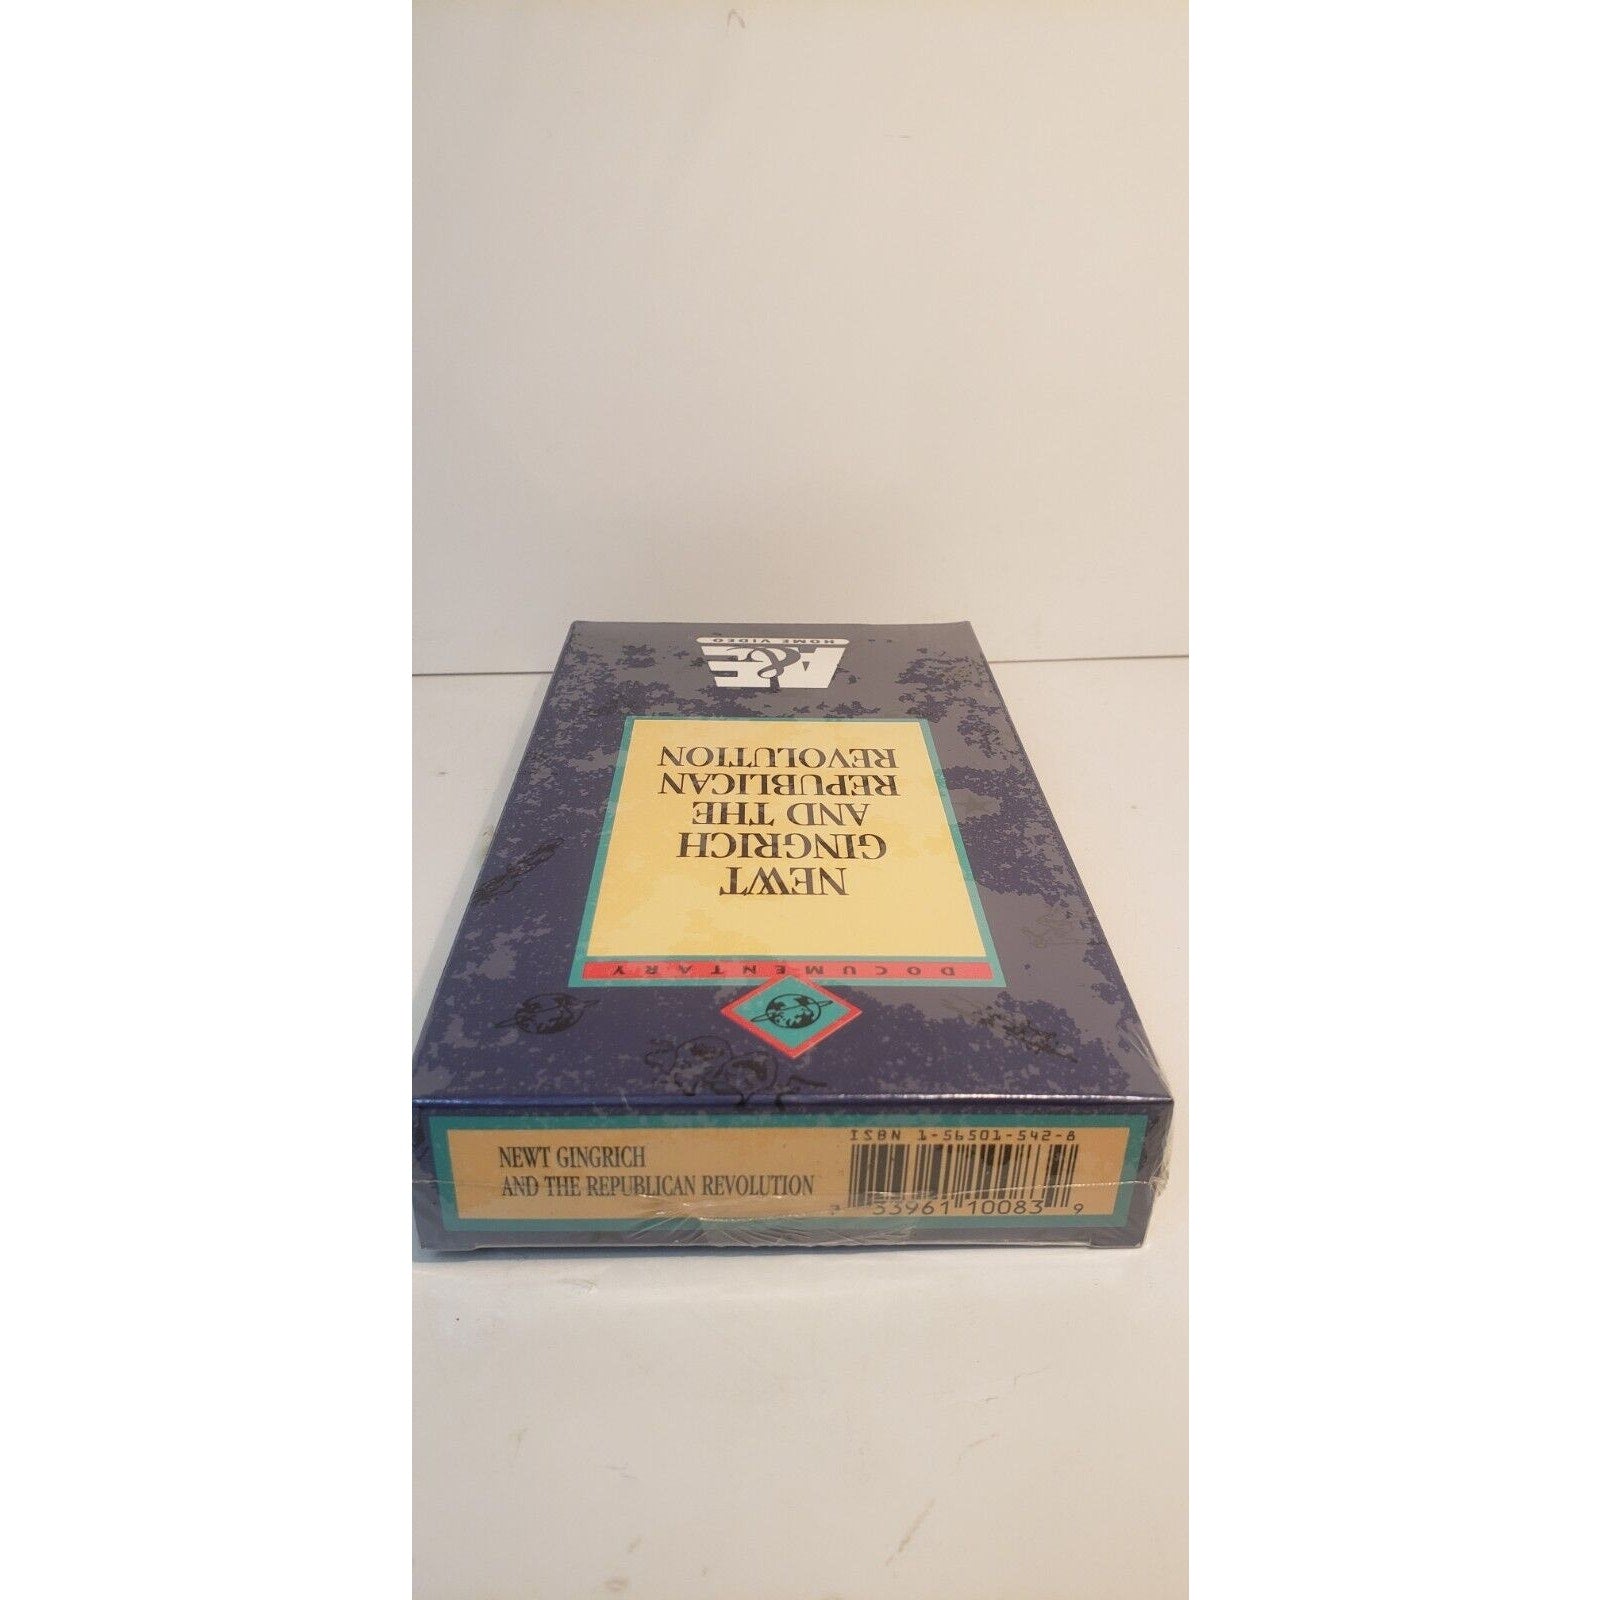 DOCUMENTARY
NEWT
GINGRICH
AND THE
REPUBLICAN
REVOLUTION
A&E
HOME VIDEO
NEWT GINGRICH
AND THE REPUBLICAN REVOLUTION
ISBN 1-56501-542-8
33961 10083 9